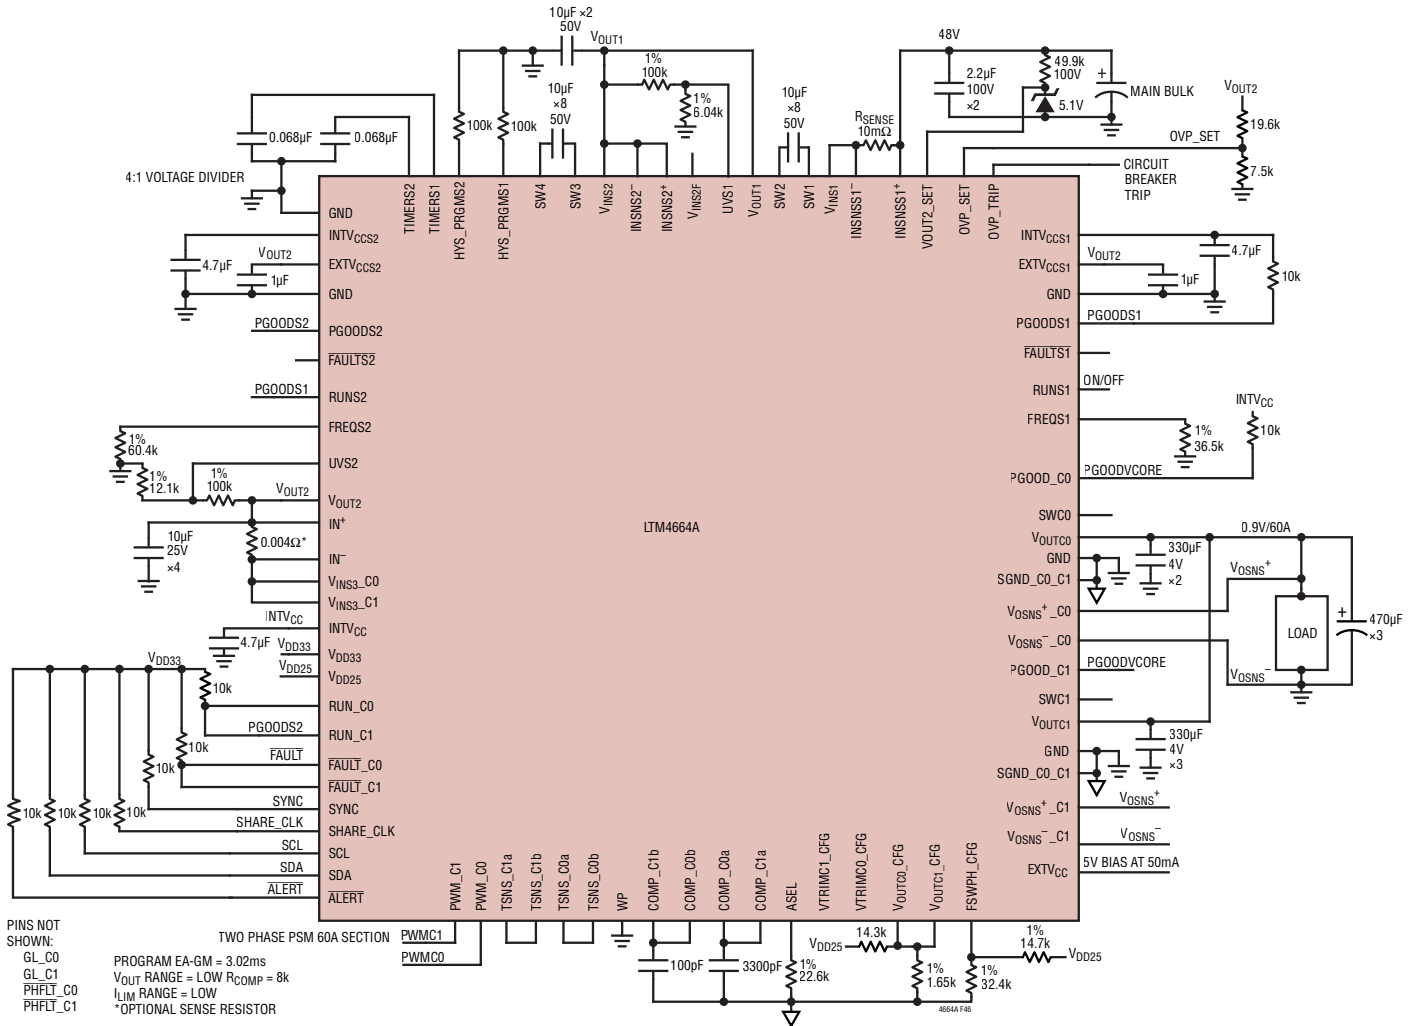 10µF ×2
50V
VOUT1
48V
1%
100k
10µF
×8
50V
1%
6.04k
100k
100k
10µF
×8
50V
RSENSE
10mΩ
2.2µF
100V
×2
49.9k
100V
5.1V
+
MAIN BULK
VOUT2
19.6k
OVP_SET
7.5k
CIRCUIT
BREAKER
TRIP
0.068µF
0.068µF
4:1 VOLTAGE DIVIDER
TIMERS2
TIMERS1
HYS_PRGMS2
HYS_PRGMS1
SW4
SW3
VINS2
INSNS2–
INSNS2+
VINS2F
UVS1
VOUT1
SW2
SW1
VINS1
INSNSS1–
INSNSS1+
VOUT2_SET
OVP_SET
OVP_TRIP
GND
INTVCCS2
EXTVCCS2
GND
PGOODS2
FAULTS2
RUNS2
FREQS2
UVS2
VOUT2
IN+
IN–
VINS3_C0
VINS3_C1
INTVCC
VDD33
VDD25
RUN_C0
RUN_C1
FAULT_C0
FAULT_C1
SYNC
SHARE_CLK
SCL
SDA
ALERT
4.7µF
VOUT2
1µF
PGOODS2
PGOODS1
1%
60.4k
1%
12.1k
1%
100k
VOUT2
10µF
25V
×4
0.004Ω*
INTVCC
4.7µF
VDD33
VDD25
VDD33
10k
PGOODS2
10k
FAULT
10k
SYNC
10k
10k
10k
10k
SHARE_CLK
SCL
SDA
ALERT
LTM4664A
INTVCCS1
EXTVCCS1
GND
PGOODS1
FAULTS1
RUNS1
FREQS1
PGOOD_C0
SWC0
VOUTC0
GND
SGND_C0_C1
VOSNS+_C0
VOSNS–_C0
PGOOD_C1
SWC1
VOUTC1
GND
SGND_C0_C1
VOSNS+_C1
VOSNS–_C1
EXTVCC
VOUT2
4.7µF
1µF
10k
PGOODS1
ON/OFF
INTVCC
1%
36.5k
10k
PGOODVCORE
0.9V/60A
330µF
4V
×2
VOSNS+
LOAD
+
470µF
×3
PGOODVCORE
VOSNS–
330µF
4V
×3
VOSNS+
VOSNS–
5V BIAS AT 50mA
PWM_C1
PWM_C0
TSNS_C1a
TSNS_C1b
TSNS_C0a
TSNS_C0b
WP
COMP_C1b
COMP_C0b
COMP_C0a
COMP_C1a
ASEL
VTRIMC1_CFG
VTRIMC0_CFG
VOUTC0_CFG
VOUTC1_CFG
FSWPH_CFG
PINS NOT
SHOWN:
GL_C0
GL_C1
PHFLT_C0
PHFLT_C1
TWO PHASE PSM 60A SECTION
PWMC1
PWMC0
PROGRAM EA-GM = 3.02ms
VOUT RANGE = LOW RCOMP = 8k
ILIM RANGE = LOW
*OPTIONAL SENSE RESISTOR
100pF
3300pF
1%
22.6k
VDD25
14.3k
1%
1.65k
1%
32.4k
1%
14.7k
VDD25
4664A F46